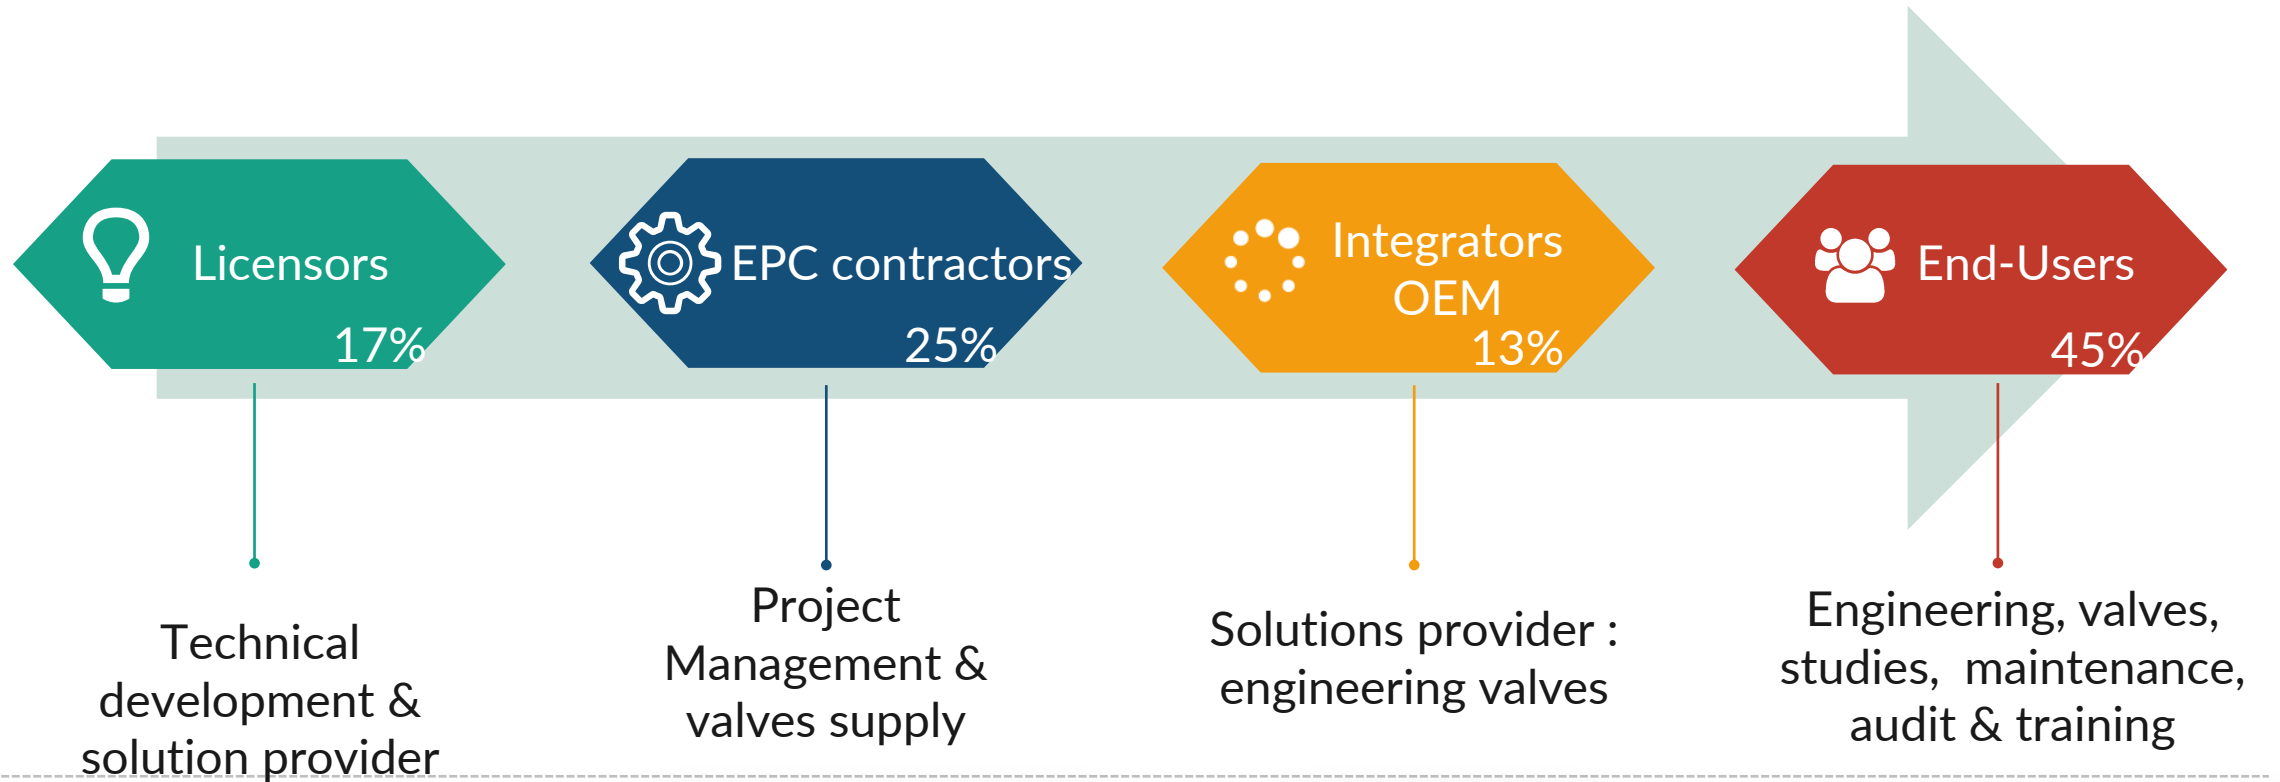 Licensors
17%
EPC contractors
25%
Integrators
OEM
13%
End-Users
45%
Technical
development &
solution provider
Project
Management &
valves supply
Solutions provider :
engineering valves
Engineering, valves,
studies,  maintenance,
audit & training